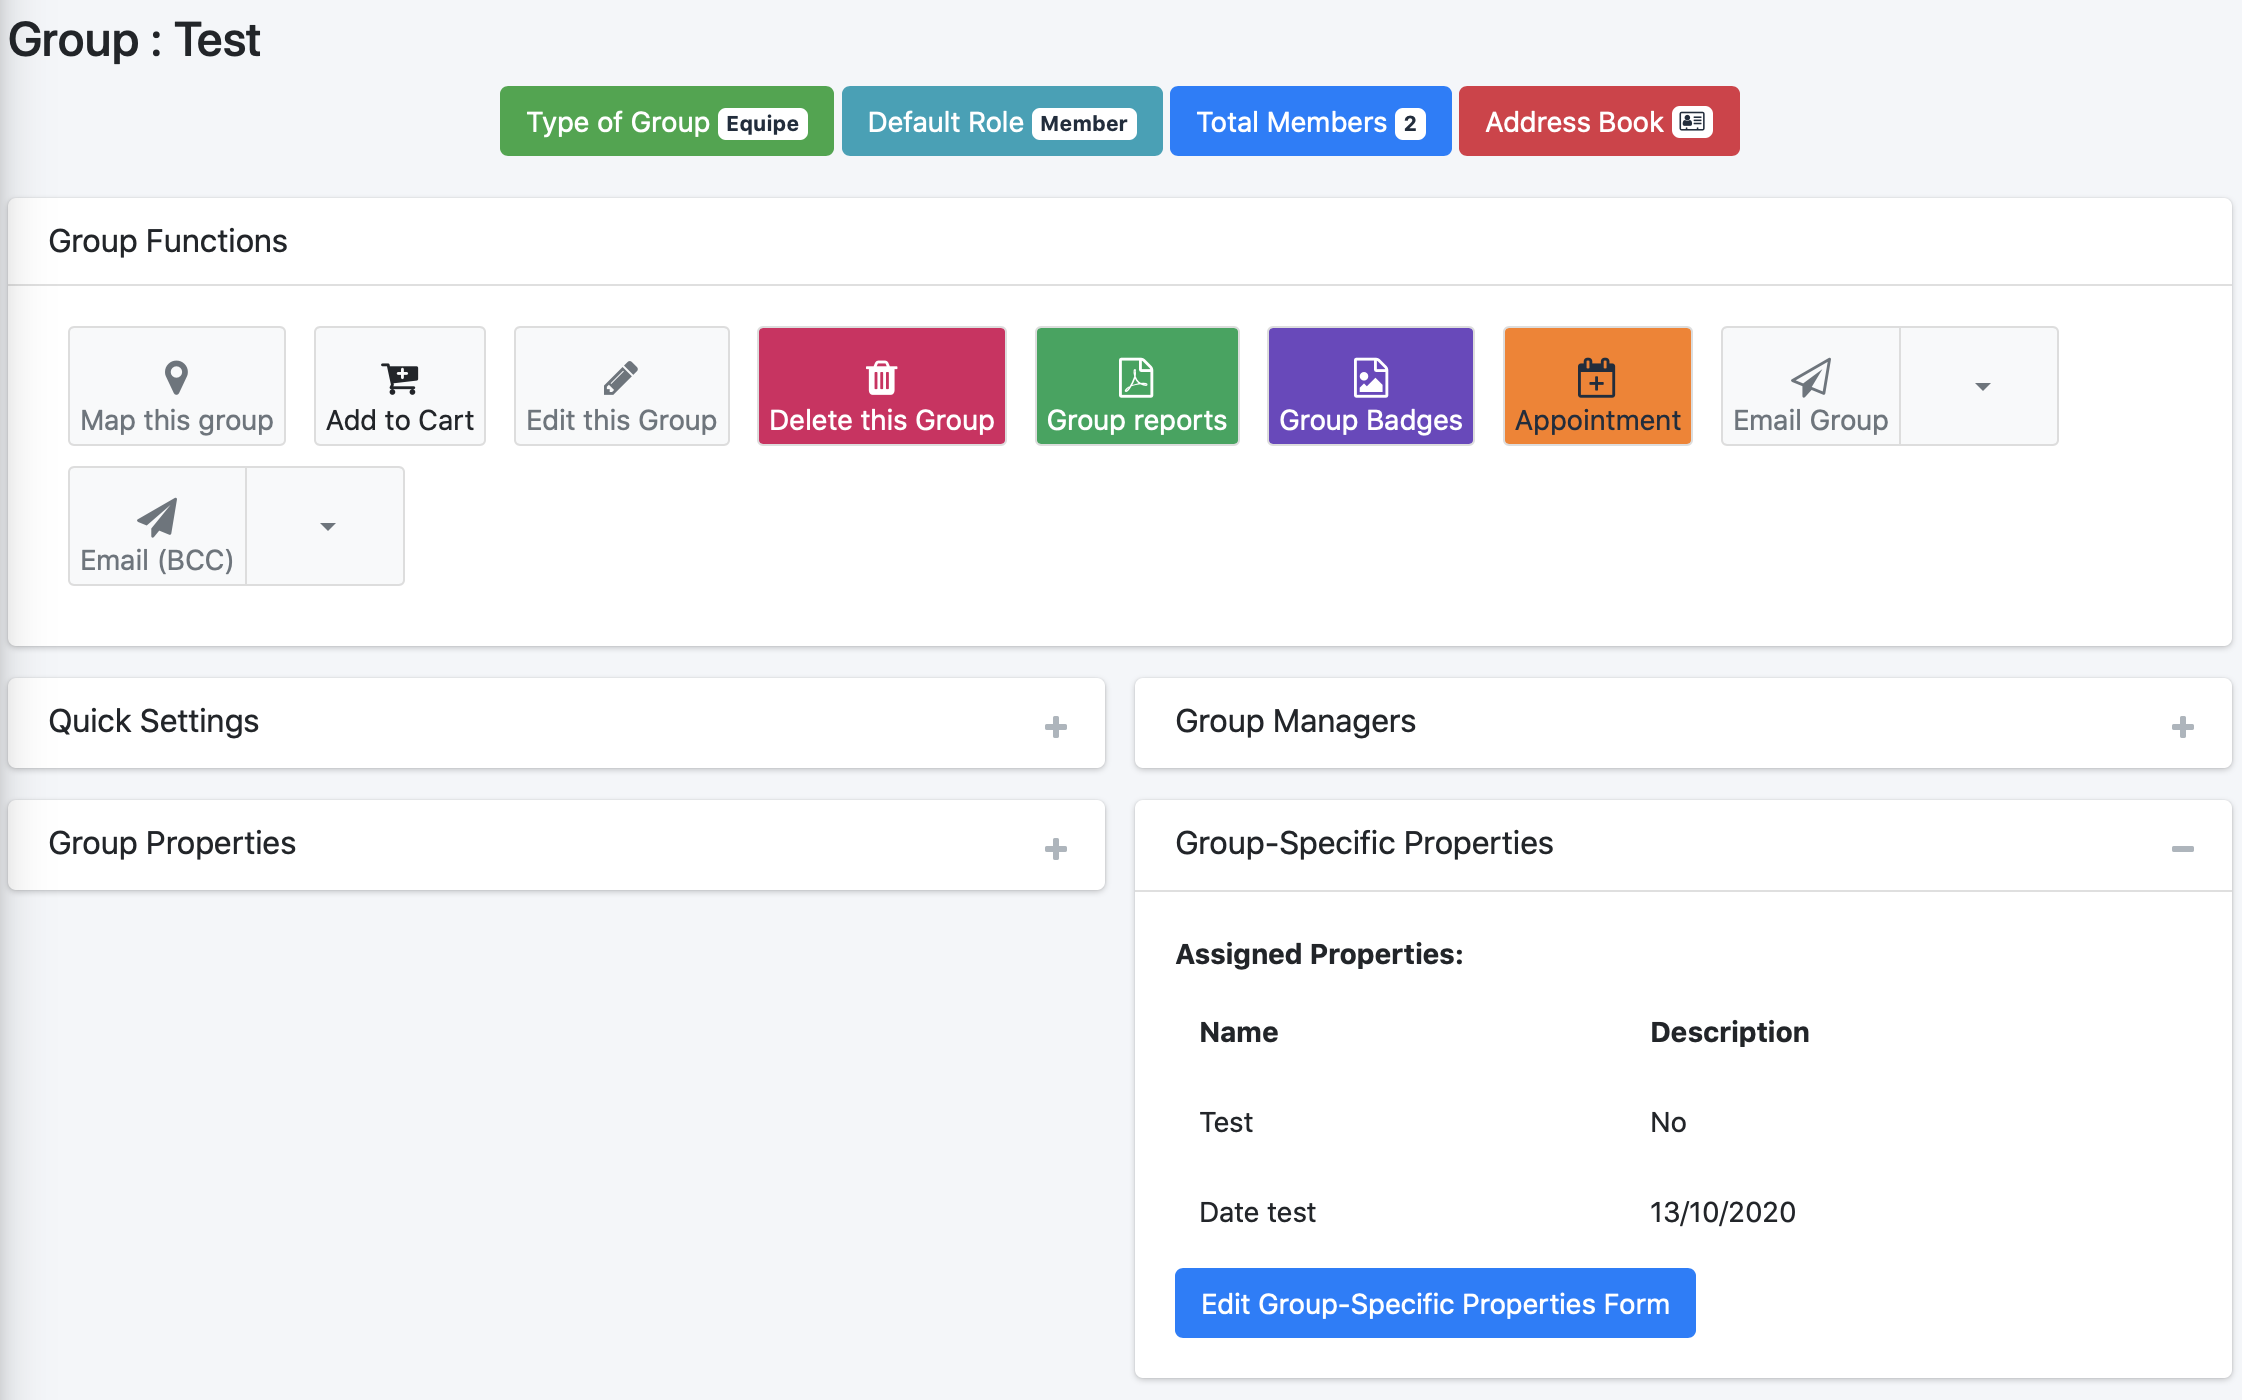 Group : Test
Type of Group Equipe Default Role Member Total Members 2 Address Book
Group Functions
Map this group Add to Cart Edit this Group Delete this Group Group reports Group Badges Appointment Email Group
Email (BCC)
Quick Settings
Group Managers
Group Properties
Group-Specific Properties
Assigned Properties:
Name Description
Test No
Date test 13/10/2020
Edit Group-Specific Properties Form